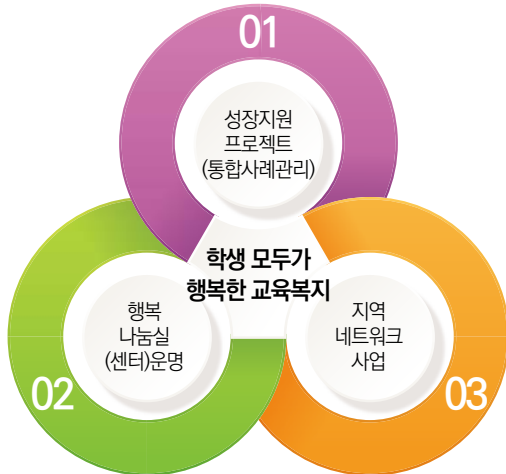 01
성장지원
프로젝트
(통합사례관리)
학생 모두가
행복한 교육복지
행복
나눔실
(센터)운명
02
지역
네트워크
사업
03